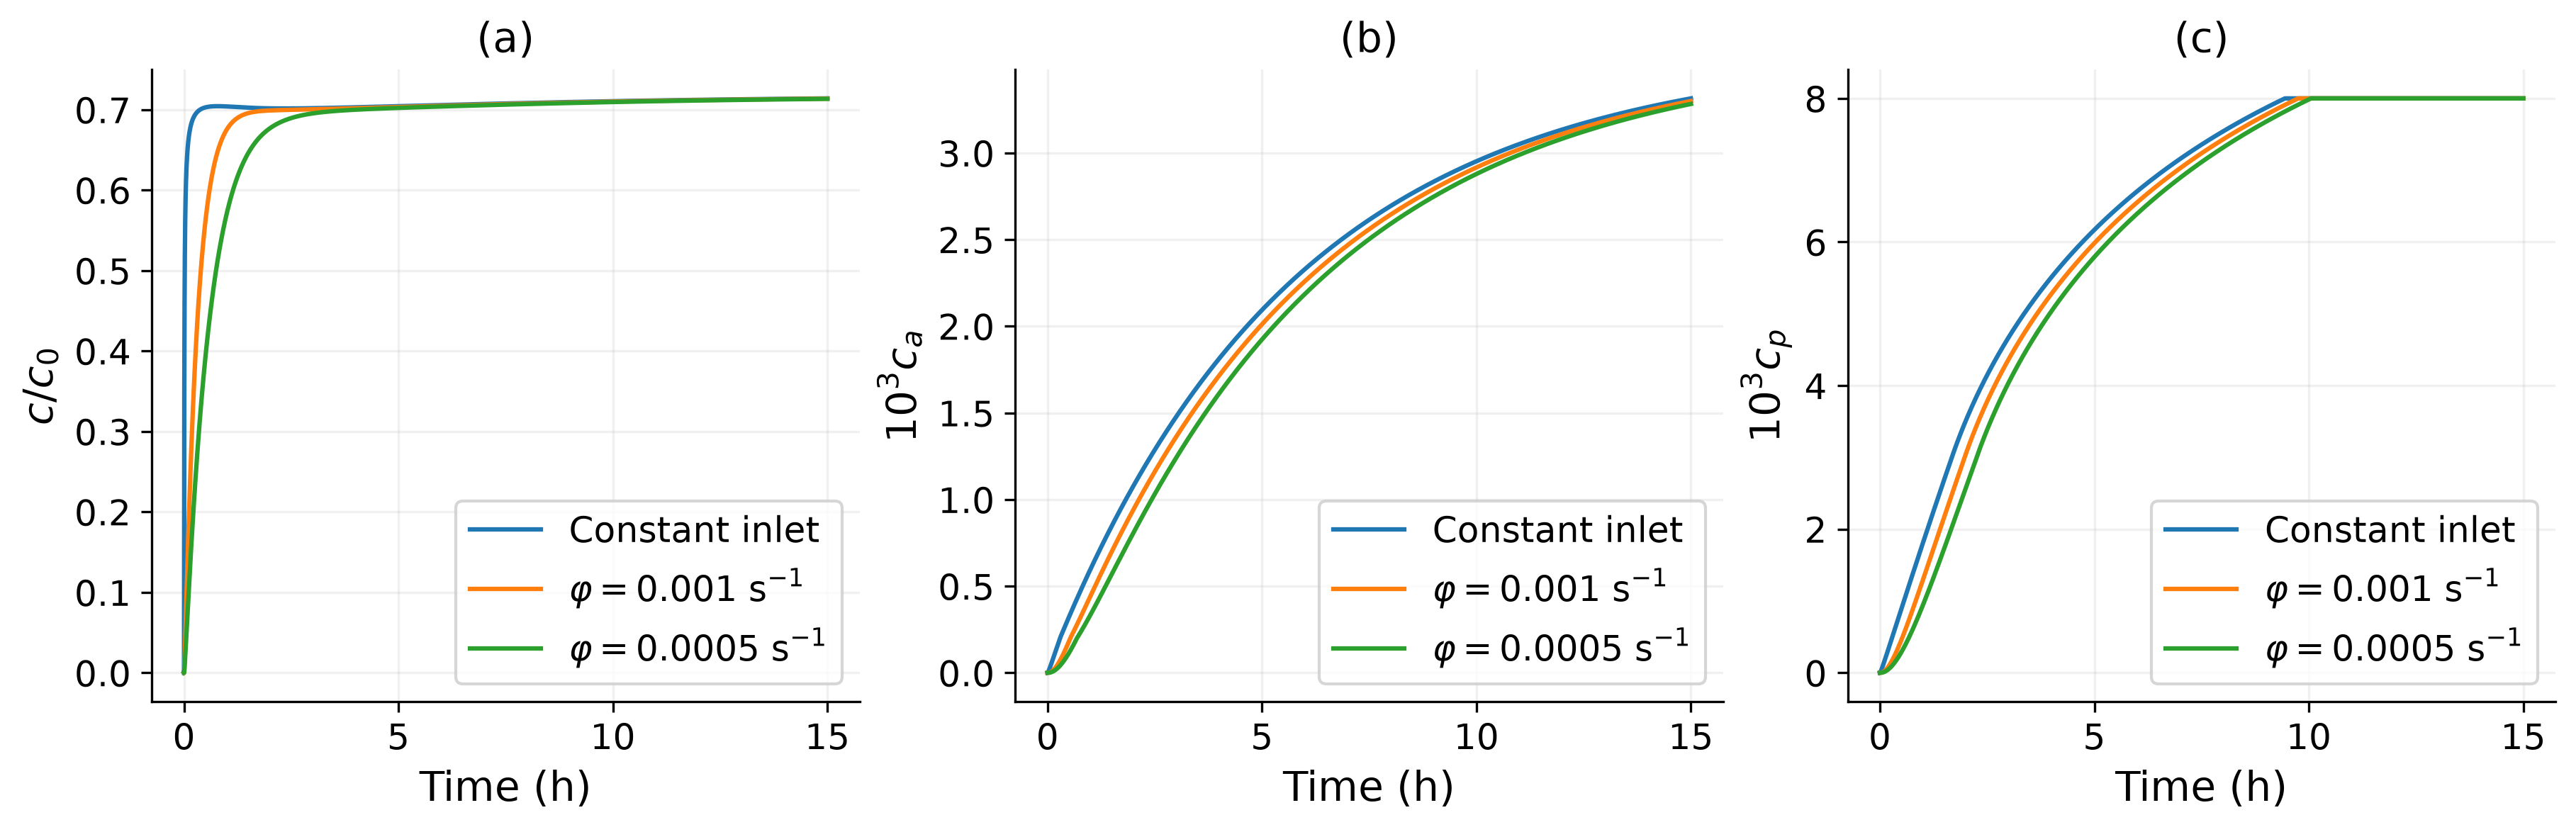 (a)
c/c₀
0.7
0.6
0.5
0.4
0.3
0.2
0.1
0.0
Constant inlet
φ = 0.001 s⁻¹
φ = 0.0005 s⁻¹
0 5 10 15
Time (h)
(b)
10³cₐ
3.0
2.5
2.0
1.5
1.0
0.5
0.0
Constant inlet
φ = 0.001 s⁻¹
φ = 0.0005 s⁻¹
0 5 10 15
Time (h)
(c)
10³cₚ
8
6
4
2
0
Constant inlet
φ = 0.001 s⁻¹
φ = 0.0005 s⁻¹
0 5 10 15
Time (h)